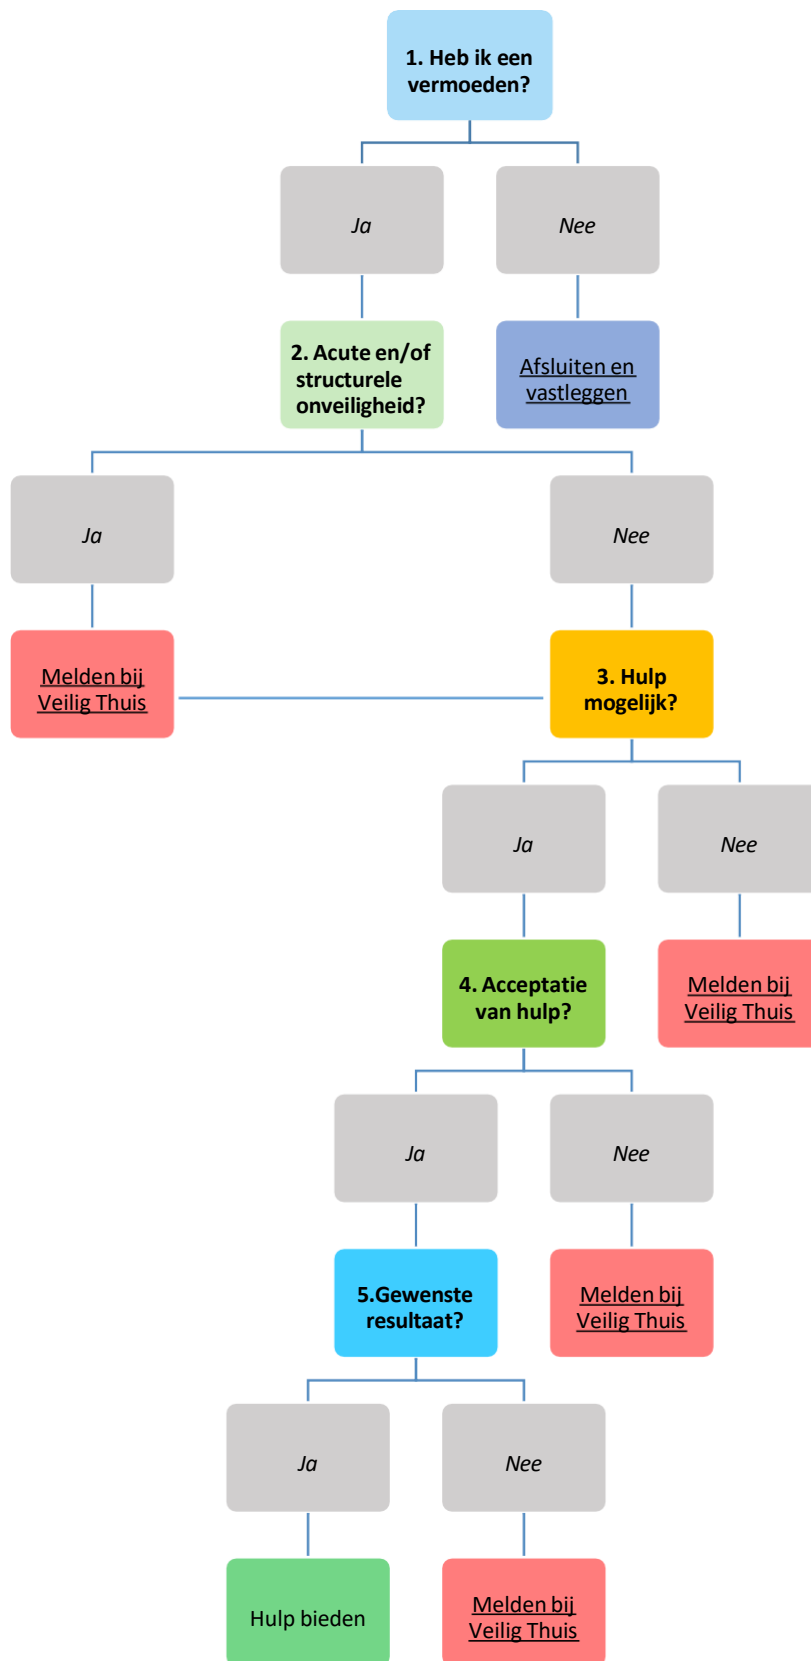 1. Heb ik een
vermoeden?
Ja
Nee
2. Acute en/of
structurele
onveiligheid?
Afsluiten en
vastleggen
Ja
Nee
Melden bij
Veilig Thuis
3. Hulp
mogelijk?
Ja
Nee
4. Acceptatie
van hulp?
Melden bij
Veilig Thuis
Ja
Nee
5.Gewenste
resultaat?
Melden bij
Veilig Thuis
Ja
Nee
Hulp bieden
Melden bij
Veilig Thuis